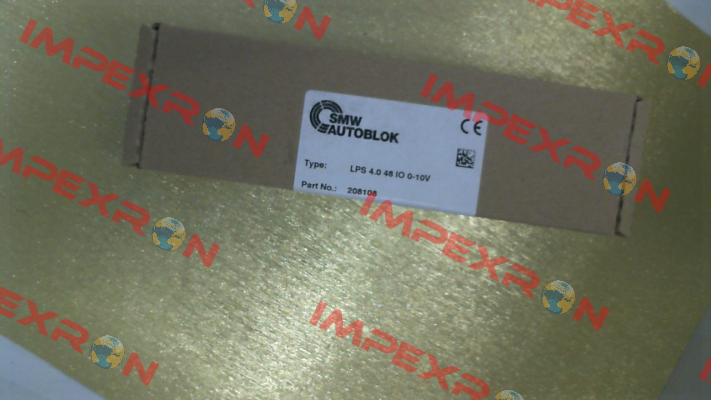 SMW
AUTOBLOK
CE
Type: LPS 4.0 48 IO 0-10V
Part No.: 208108
IMPEXRON
IMPEXRON
IMPEXRON
IMPEXRON
IMPEXRON
IMPEXRON
IMPEXRON